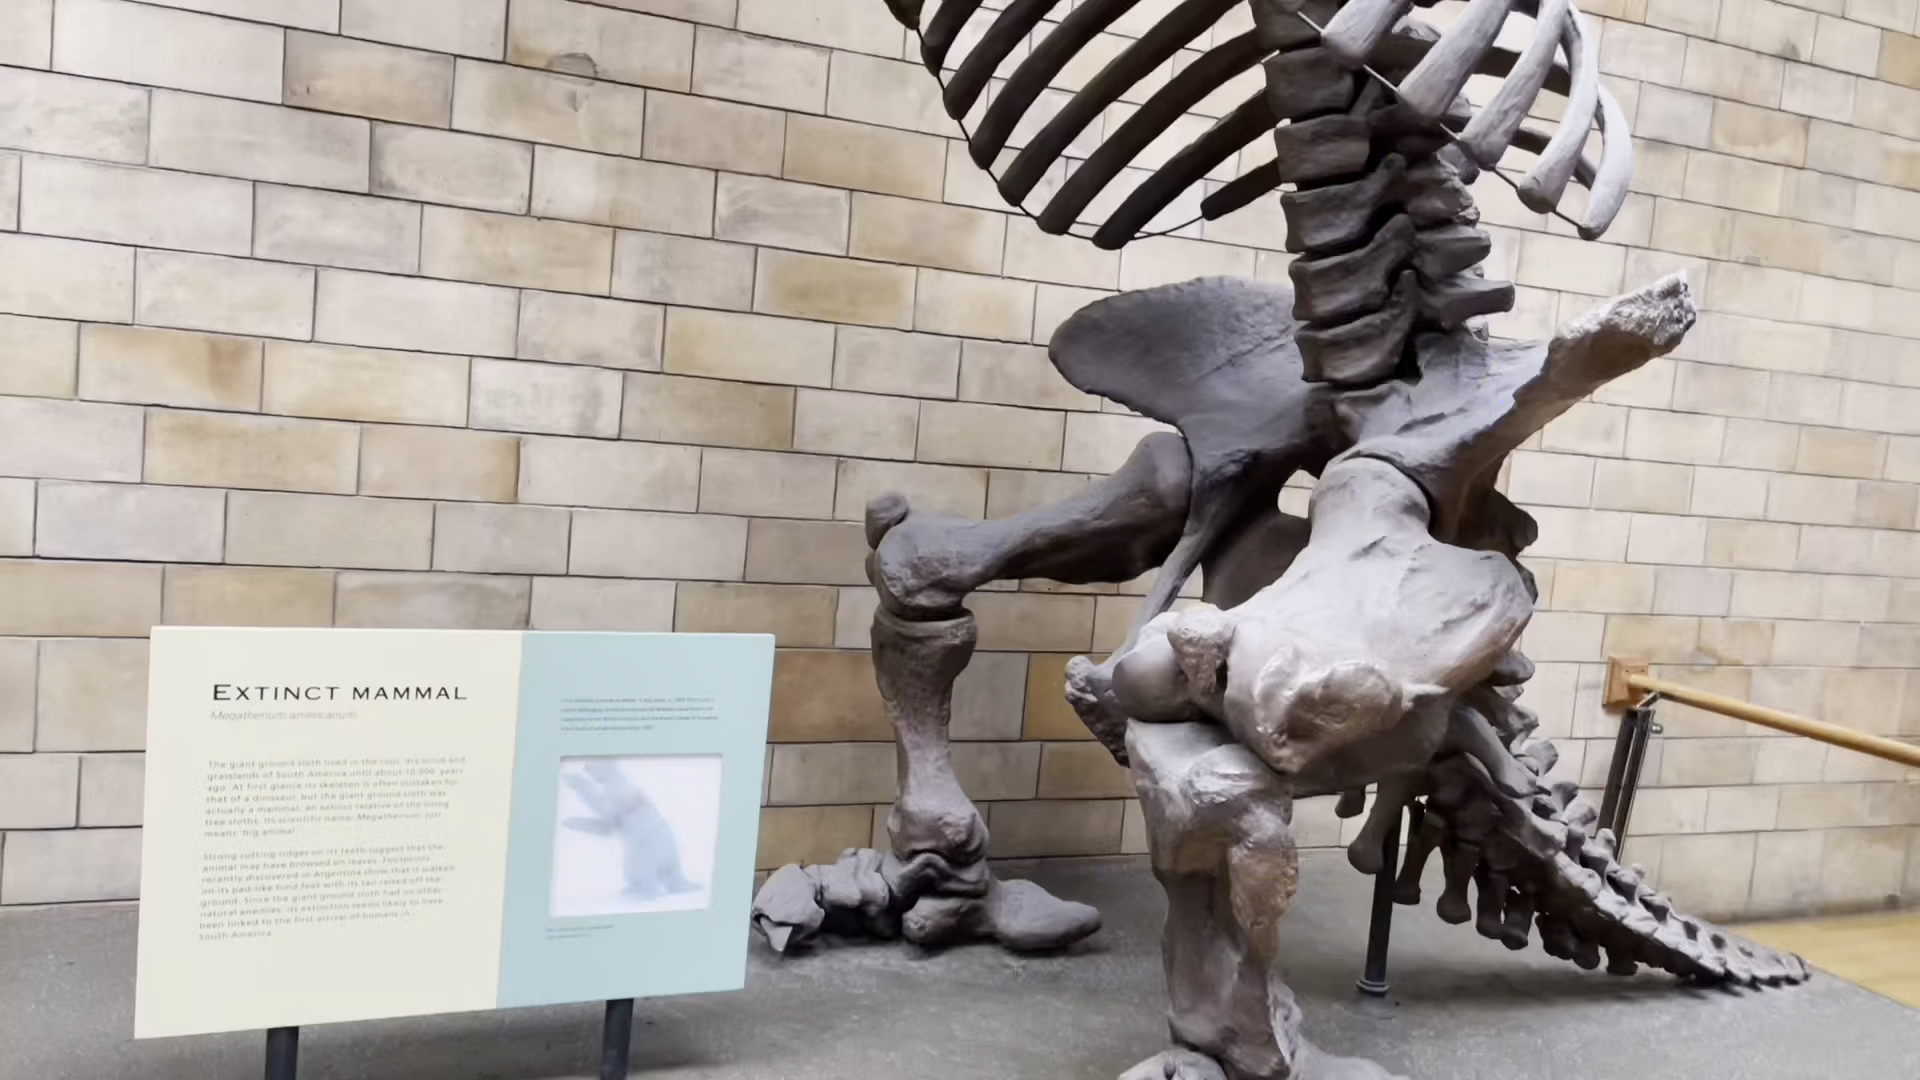 EXTINCT MAMMAL
Megatherium americanum
The giant ground sloth lived in the cool, dry scrub and
grasslands of South America until about 10,000 years
ago. At first glance its skeleton is often mistaken for
that of a dinosaur, but the giant ground sloth was
actually a mammal, an extinct relative of the living
tree sloths. Its scientific name, Megatherium, just
means 'big animal'.
Strong cutting ridges on its teeth suggest that the
animal may have browsed on leaves. Footprints
recently discovered in Argentina show that it walked
on its pad-like hind feet with its tail raised off the
ground. Since the giant ground sloth had no other
natural enemies, its extinction seems likely to have
been linked to the first arrival of humans in
South America.